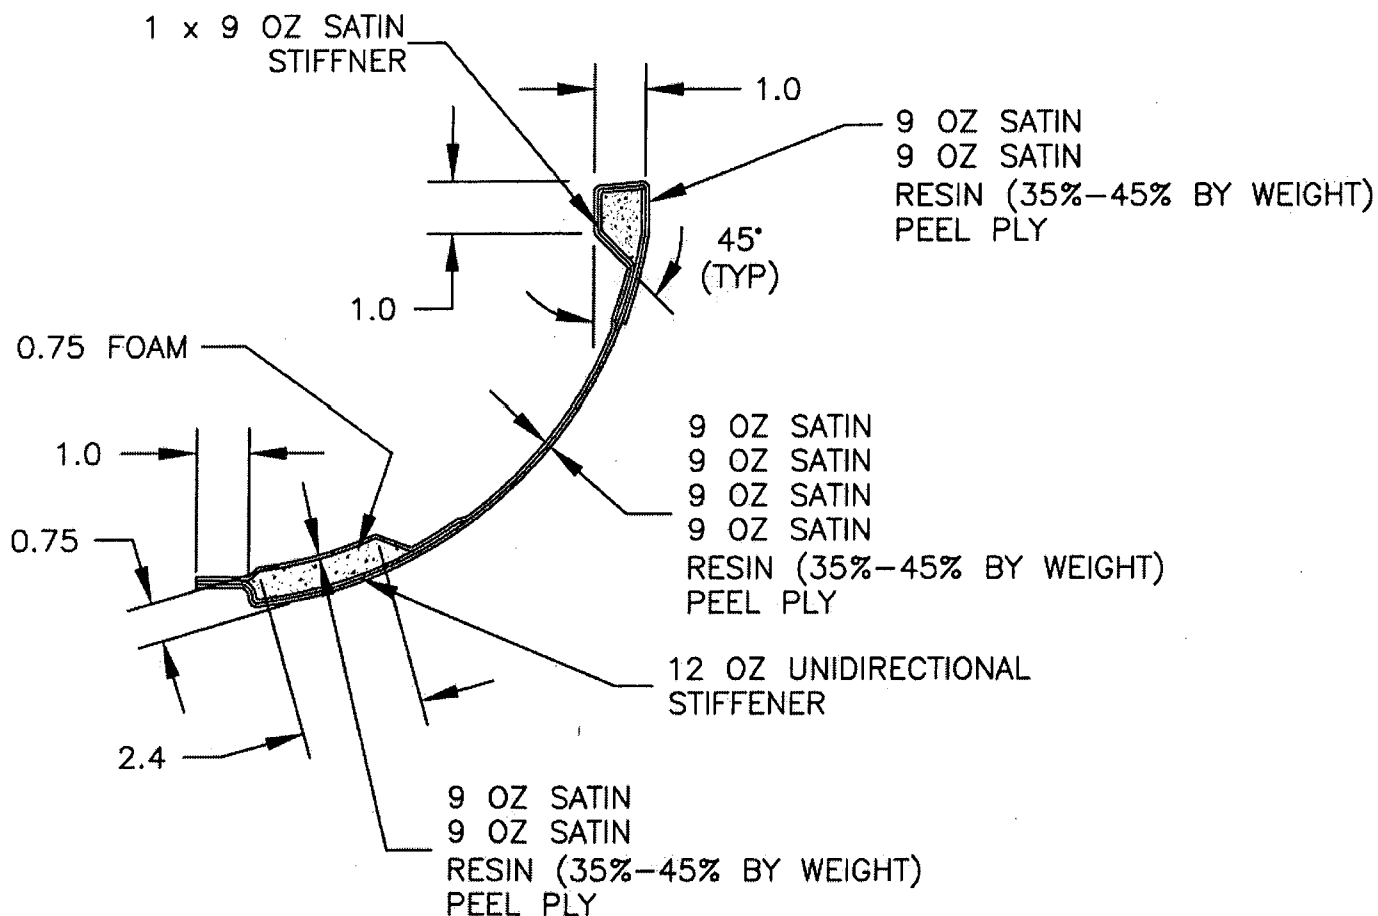 1 x 9 OZ SATIN
STIFFNER
1.0
9 OZ SATIN
9 OZ SATIN
RESIN (35%-45% BY WEIGHT)
PEEL PLY
45°
(TYP)
1.0
0.75 FOAM
1.0
9 OZ SATIN
9 OZ SATIN
9 OZ SATIN
9 OZ SATIN
RESIN (35%-45% BY WEIGHT)
PEEL PLY
0.75
12 OZ UNIDIRECTIONAL
STIFFENER
2.4
9 OZ SATIN
9 OZ SATIN
RESIN (35%-45% BY WEIGHT)
PEEL PLY